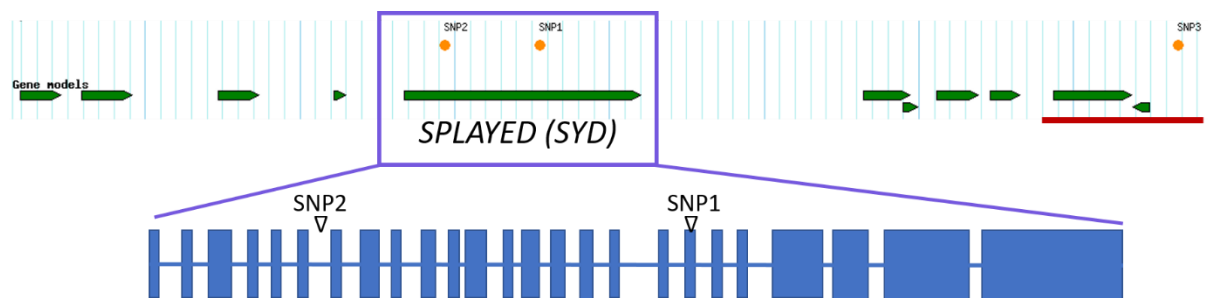 SNP2 SNP1 SNP3
Gene models
SPLAYED (SYD)
SNP2 SNP1